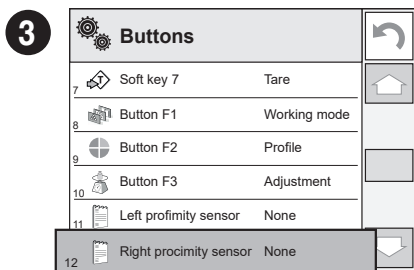 3
Buttons
7 Soft key 7 Tare
8 Button F1 Working mode
9 Button F2 Profile
10 Button F3 Adjustment
11 Left profimity sensor None
12 Right procimity sensor None